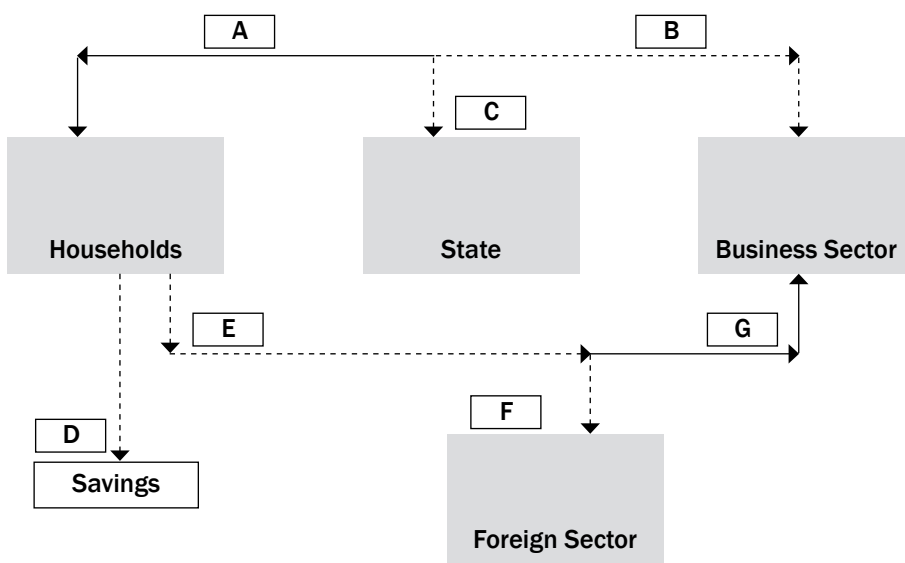 A
B
C
Households
State
Business Sector
E
G
F
D
Savings
Foreign Sector